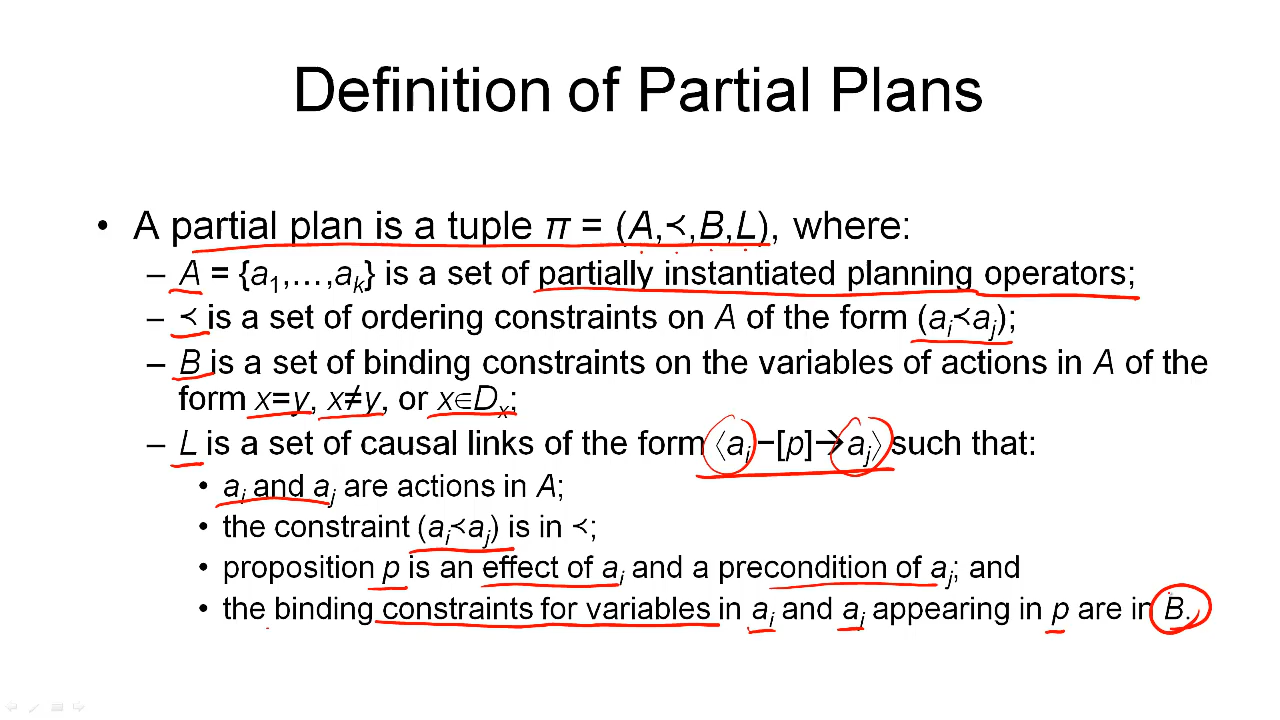 Definition of Partial Plans
• A partial plan is a tuple π = (A,≺,B,L), where:
– A = {a1,…,ak} is a set of partially instantiated planning operators;
– ≺ is a set of ordering constraints on A of the form (ai≺aj);
– B is a set of binding constraints on the variables of actions in A of the
form x=y, x≠y, or x∈Dx;
– L is a set of causal links of the form ⟨ai−[p]→aj⟩ such that:
• ai and aj are actions in A;
• the constraint (ai≺aj) is in ≺;
• proposition p is an effect of ai and a precondition of aj; and
• the binding constraints for variables in ai and aj appearing in p are in B.